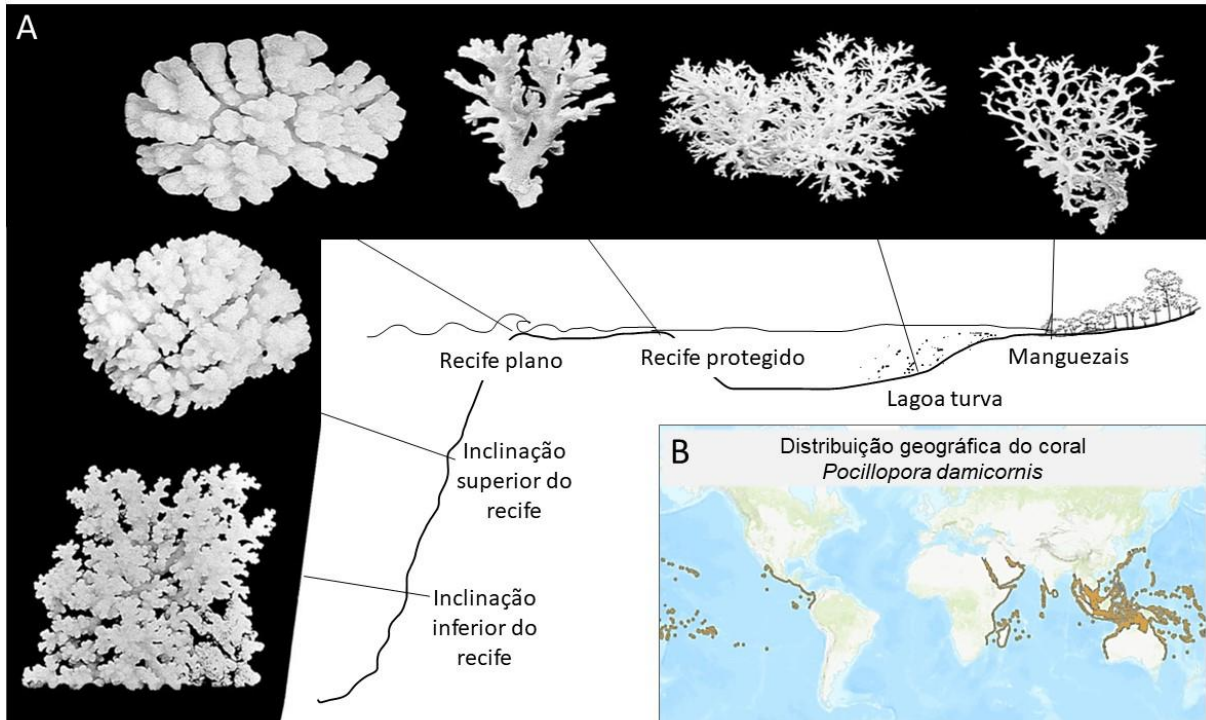 A
Recife plano
Recife protegido
Manguezais
Lagoa turva
Inclinação
superior do
recife
Inclinação
inferior do
recife
B
Distribuição geográfica do coral
Pocillopora damicornis